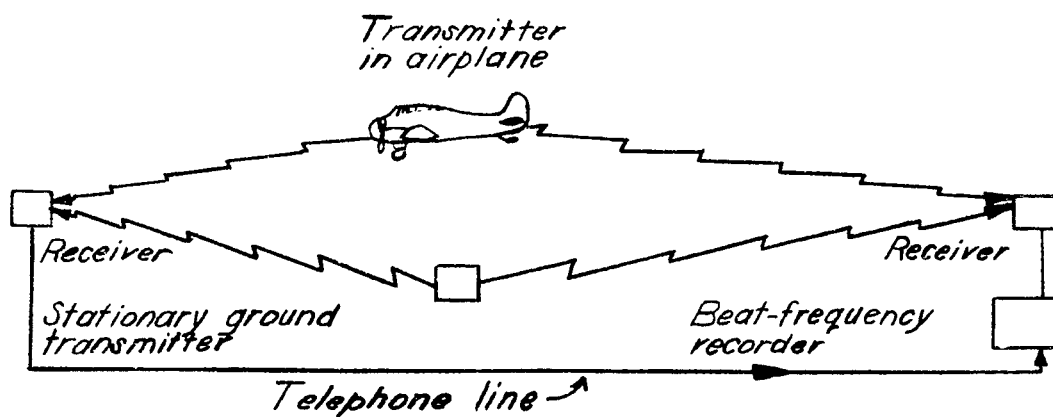 Transmitter
in airplane
Receiver
Receiver
Stationary ground
transmitter
Beat-frequency
recorder
Telephone line